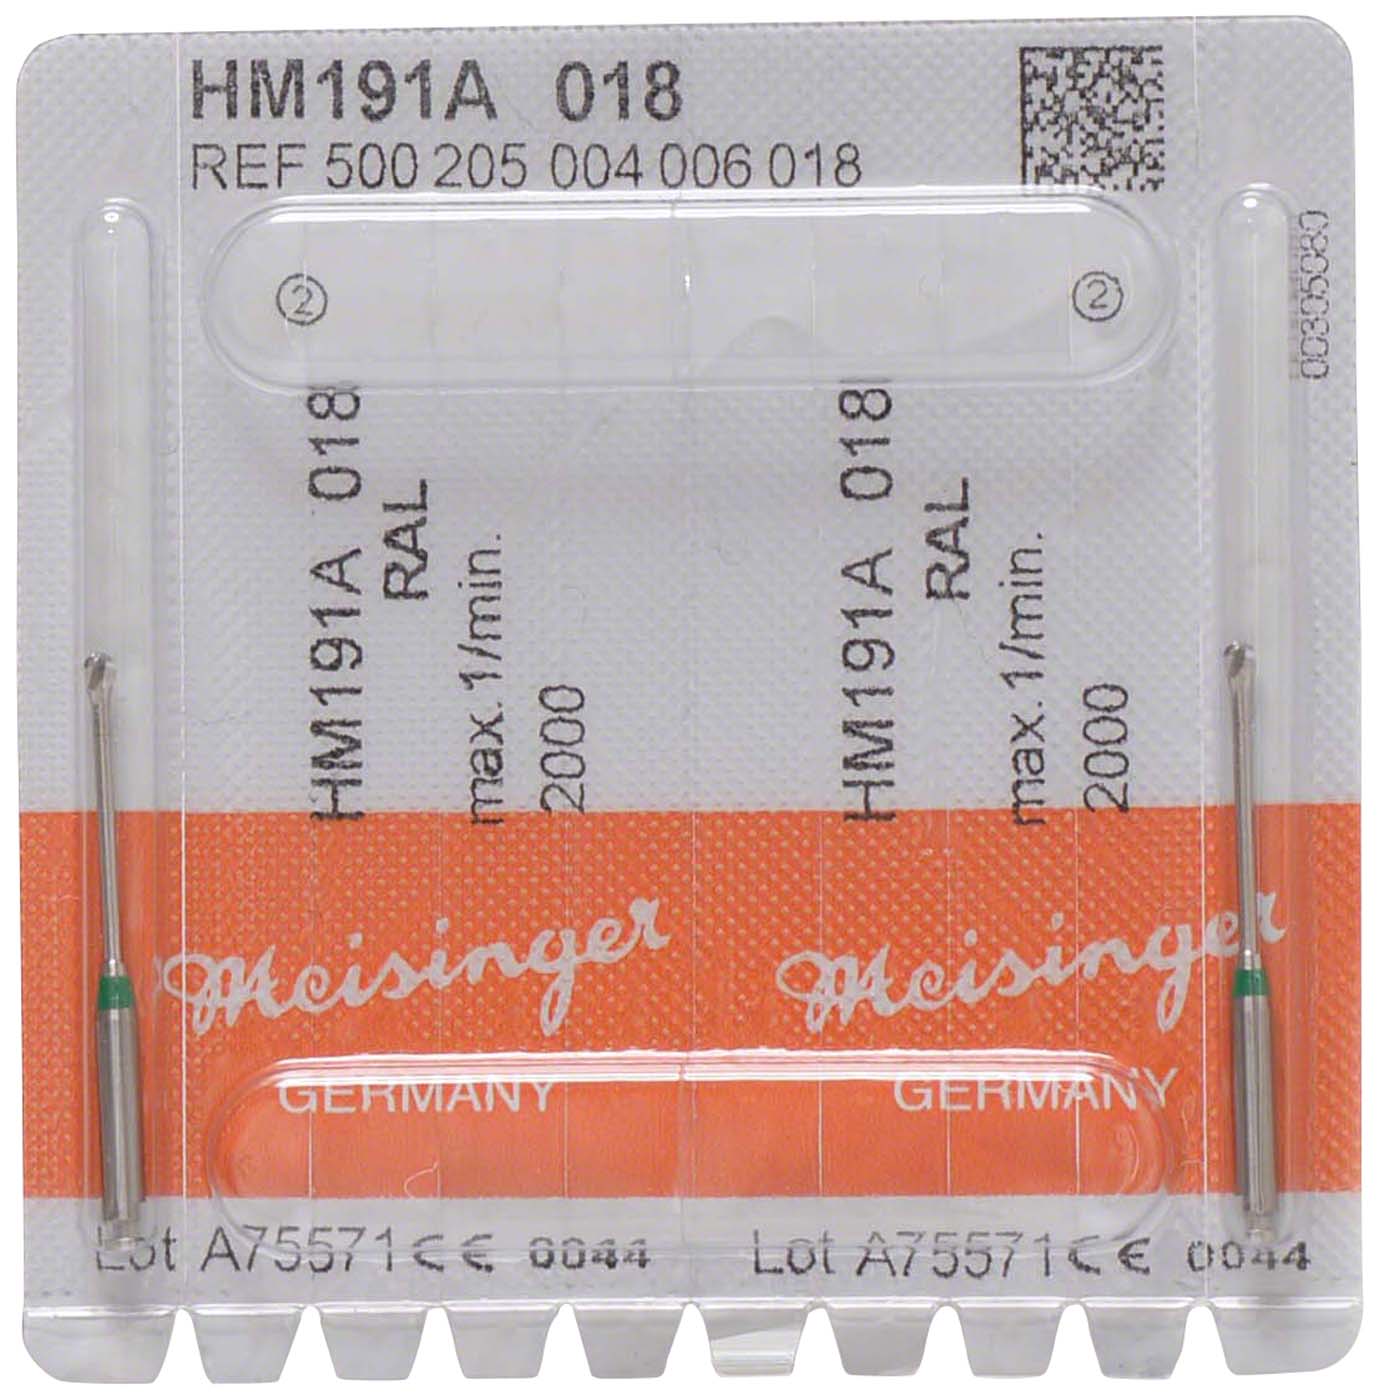 HM191A 018
REF 500 205 004 006 018
00305080
2
2
HM191A 018
RAL
max.1/min.
2000
HM191A 018
RAL
max.1/min.
2000
Meisinger
GERMANY
Meisinger
GERMANY
Lot A75571 CE 0044
Lot A75571 CE 0044